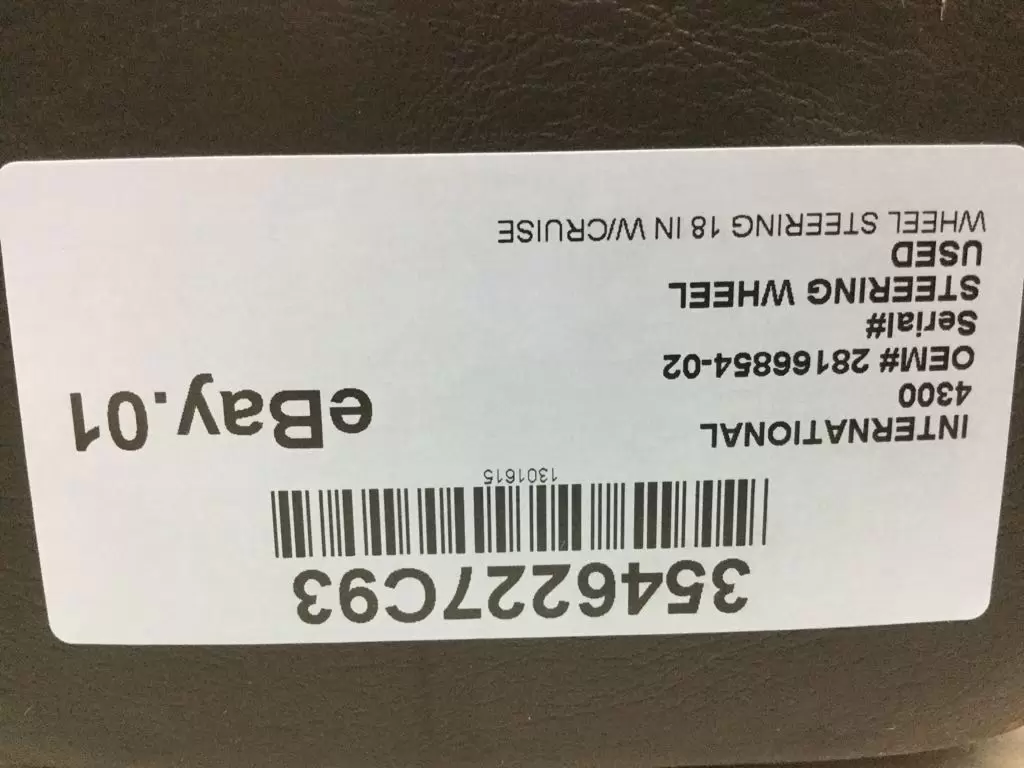 3546227C93
1301615
INTERNATIONAL
4300
eBay.01
OEM# 28166854-02
Serial#
STEERING WHEEL
USED
WHEEL STEERING 18 IN W/CRUISE